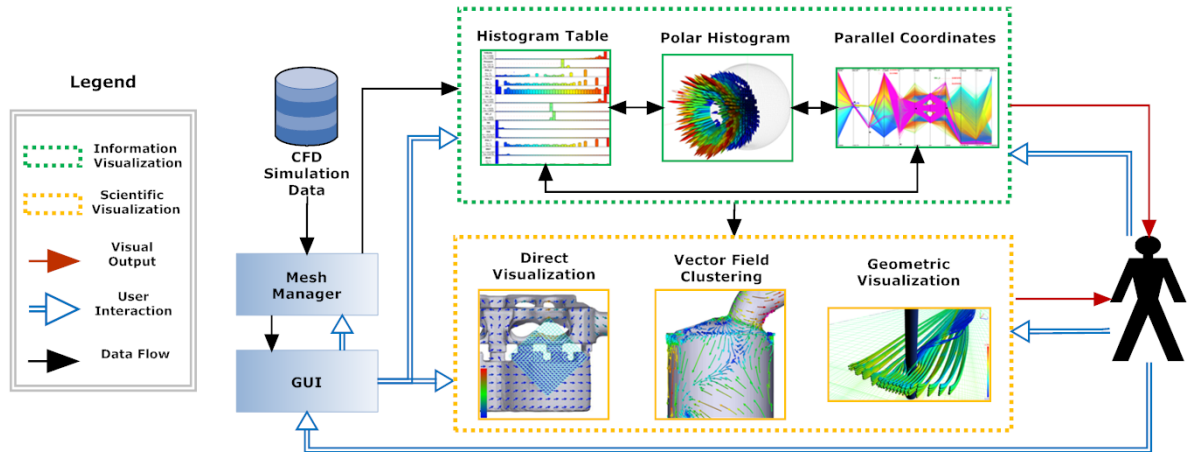 Legend
Information
Visualization
Scientific
Visualization
Visual
Output
User
Interaction
Data Flow
CFD
Simulation
Data
Mesh
Manager
GUI
Histogram Table
Polar Histogram
Parallel Coordinates
Direct
Visualization
Vector Field
Clustering
Geometric
Visualization